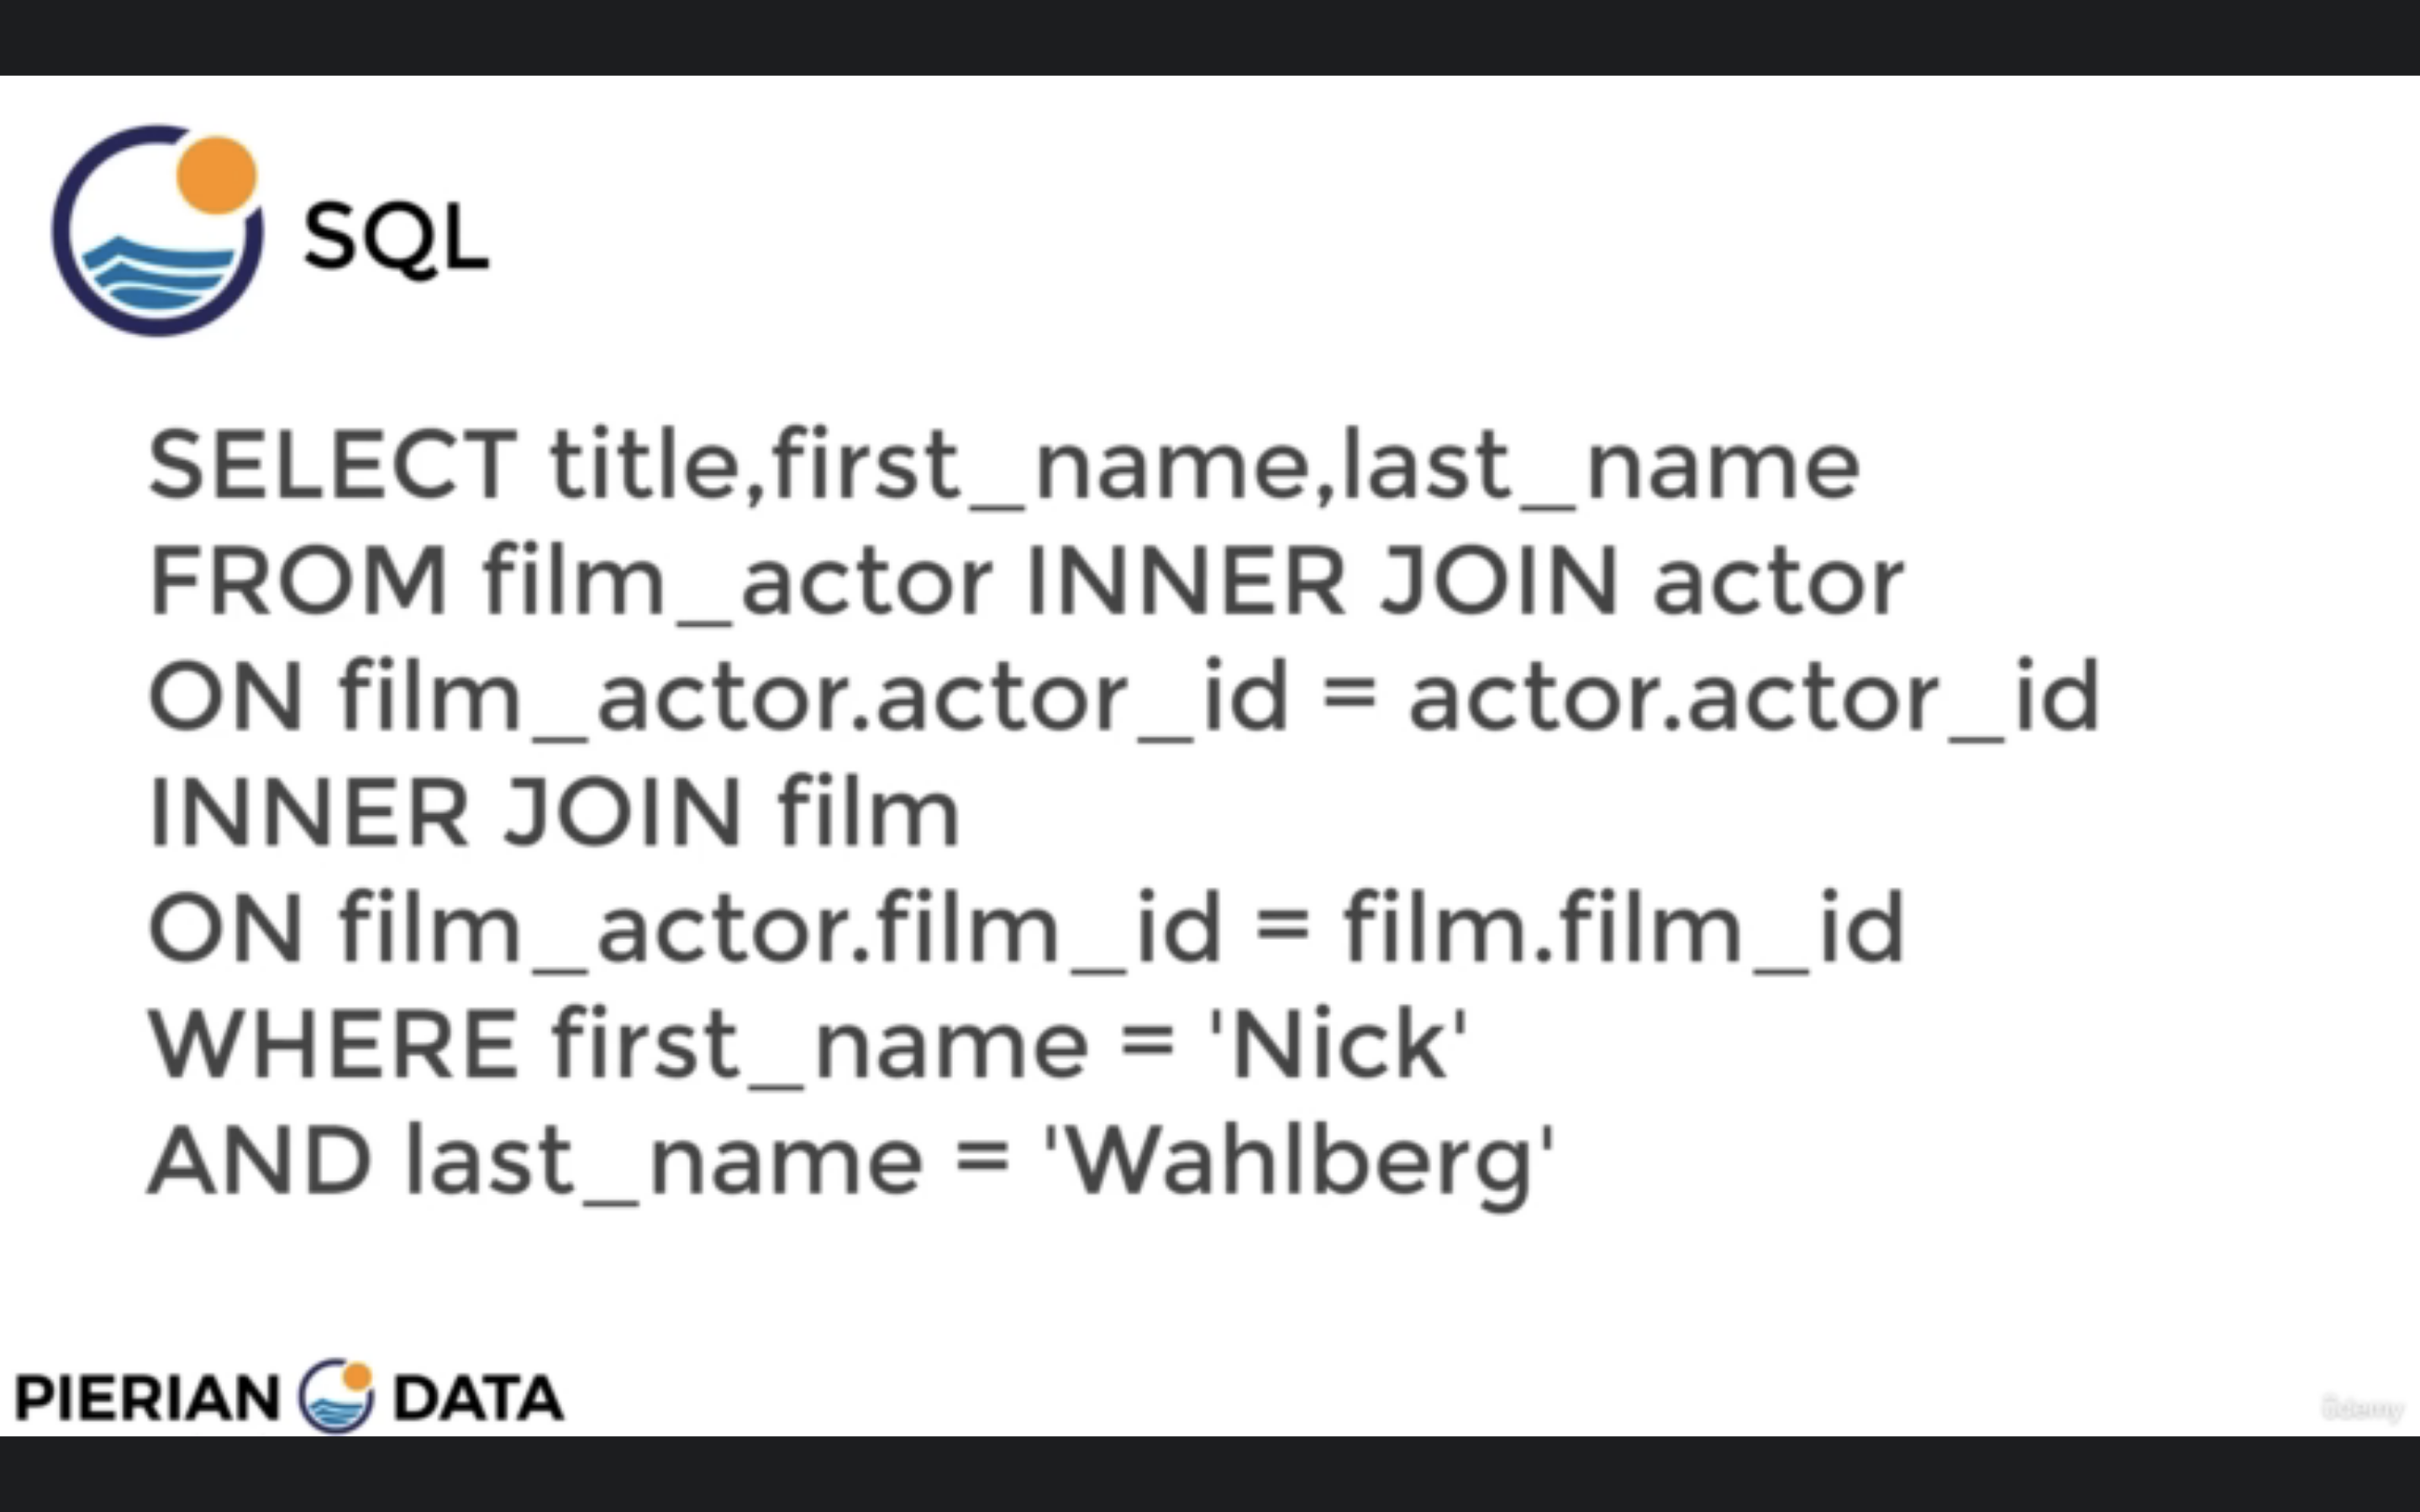 SQL
SELECT title,first_name,last_name
FROM film_actor INNER JOIN actor
ON film_actor.actor_id = actor.actor_id
INNER JOIN film
ON film_actor.film_id = film.film_id
WHERE first_name = 'Nick'
AND last_name = 'Wahlberg'
PIERIAN DATA
udemy